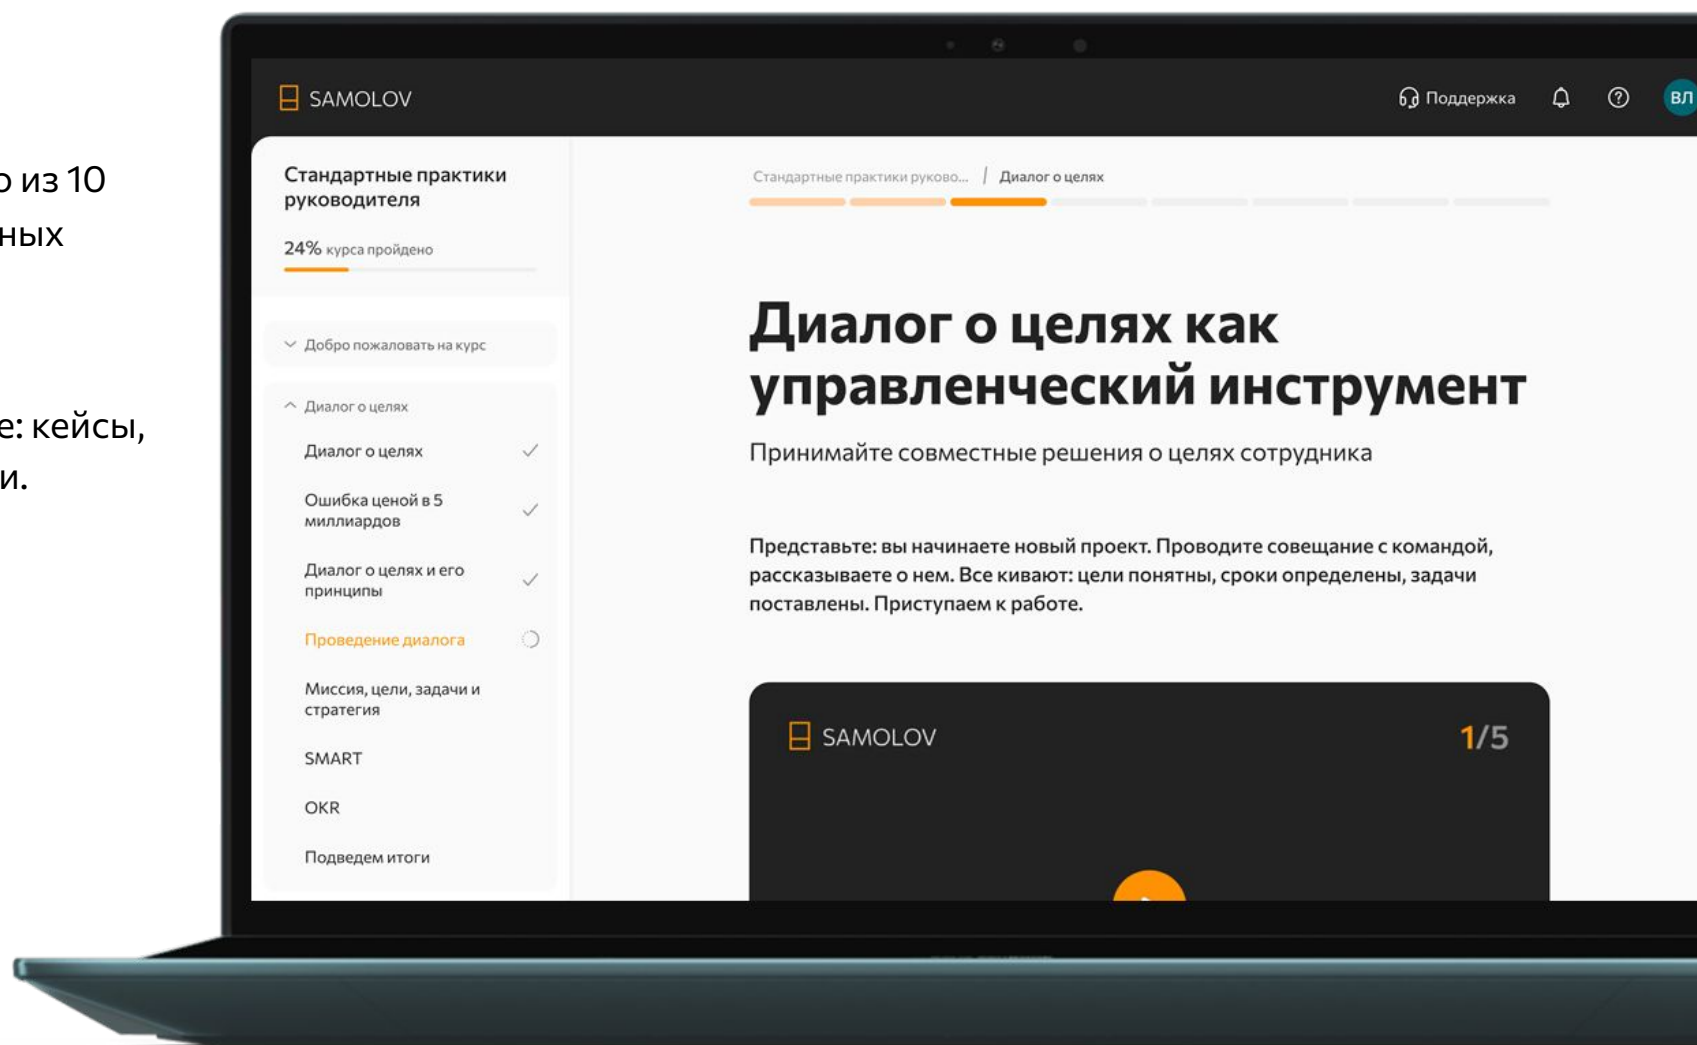 из 10
кейсы,
SAMOLOV
Поддержка
ВЛ
Стандартные практики
руководителя
24% курса пройдено
Добро пожаловать на курс
Диалог о целях
Диалог о целях
Ошибка ценой в 5
миллиардов
Диалог о целях и его
принципы
Проведение диалога
Миссия, цели, задачи и
стратегия
SMART
OKR
Подведем итоги
Стандартные практики руково... / Диалог о целях
Диалог о целях как
управленческий инструмент
Принимайте совместные решения о целях сотрудника
Представьте: вы начинаете новый проект. Проводите совещание с командой,
рассказываете о нем. Все кивают: цели понятны, сроки определены, задачи
поставлены. Приступаем к работе.
SAMOLOV
1/5